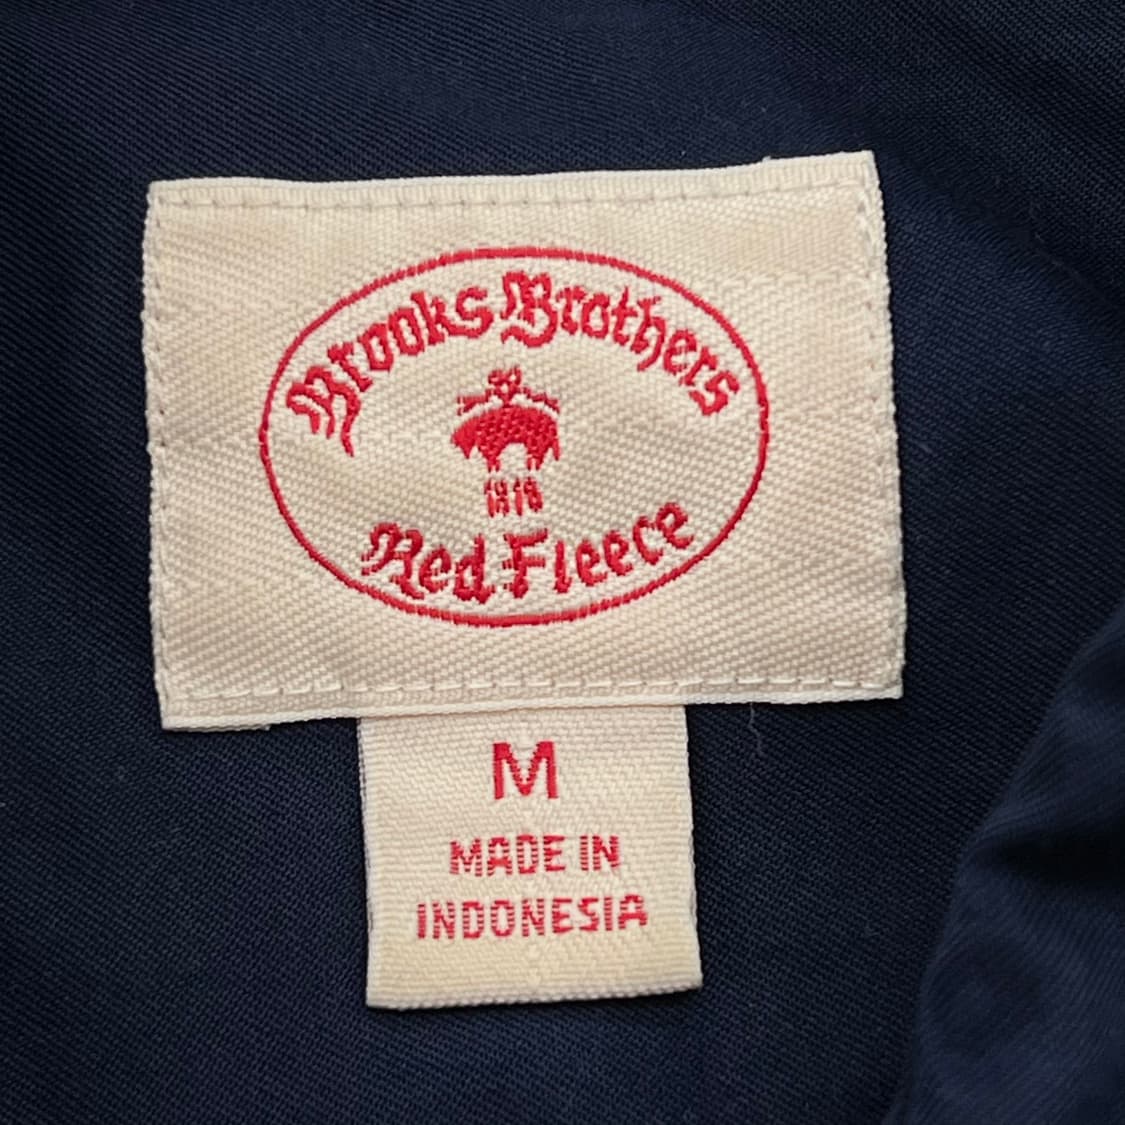 Brooks Brothers
1818
Red Fleece
M
MADE IN
INDONESIA